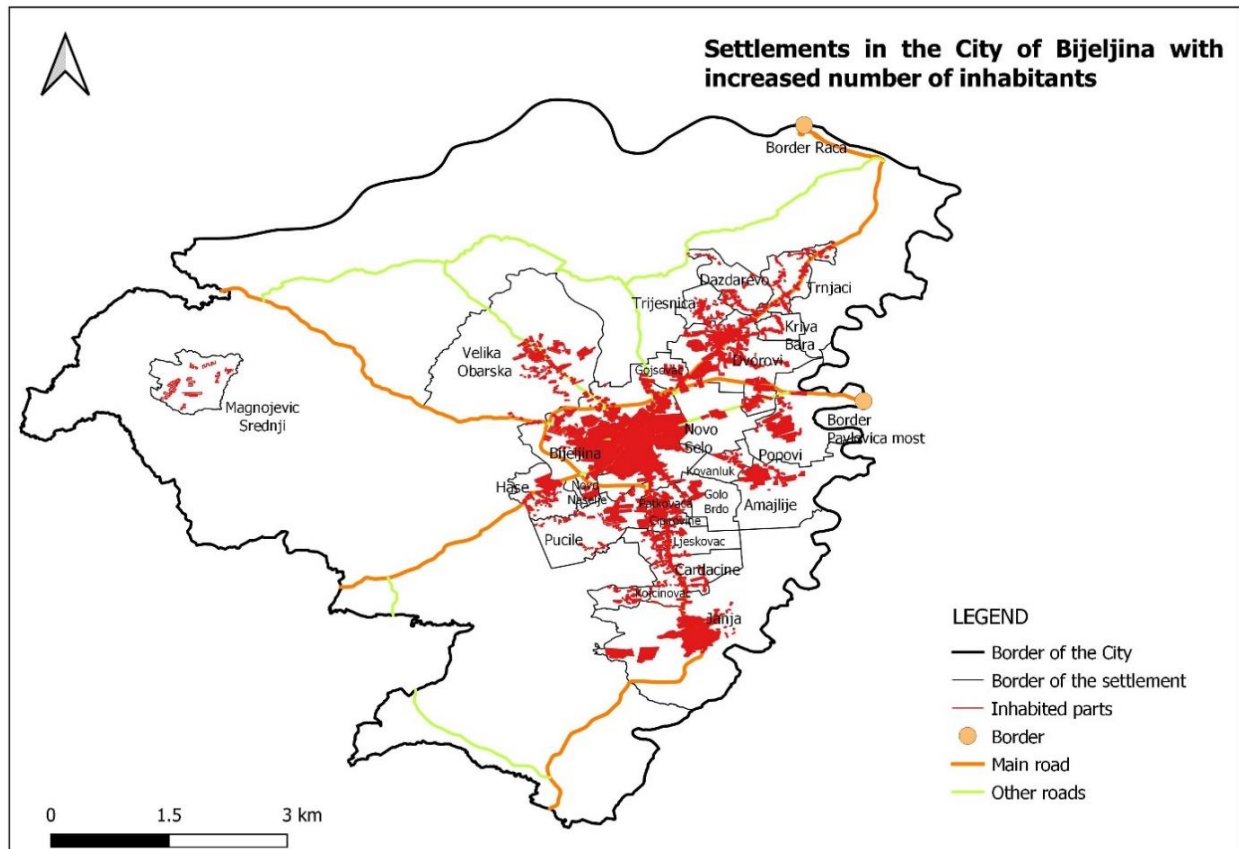 Settlements in the City of Bijeljina with
increased number of inhabitants
Border Raca
Dazdarevo
Trnjaci
Trijesnica
Kriva
Bara
Dvorovi
Velika
Obarska
Gojsovac
Magnojevic
Srednji
Border
Pavlovica most
Novo
Selo
Bijeljina
Popovi
Kovanluk
Hase
Novo
Naselje
Golo
Brdo
Amajlije
Patkovaca
Ciprovine
Pucile
Ljeskovac
Cardacine
Kojcinovac
Janja
LEGEND
Border of the City
Border of the settlement
Inhabited parts
Border
Main road
Other roads
0 1.5 3 km